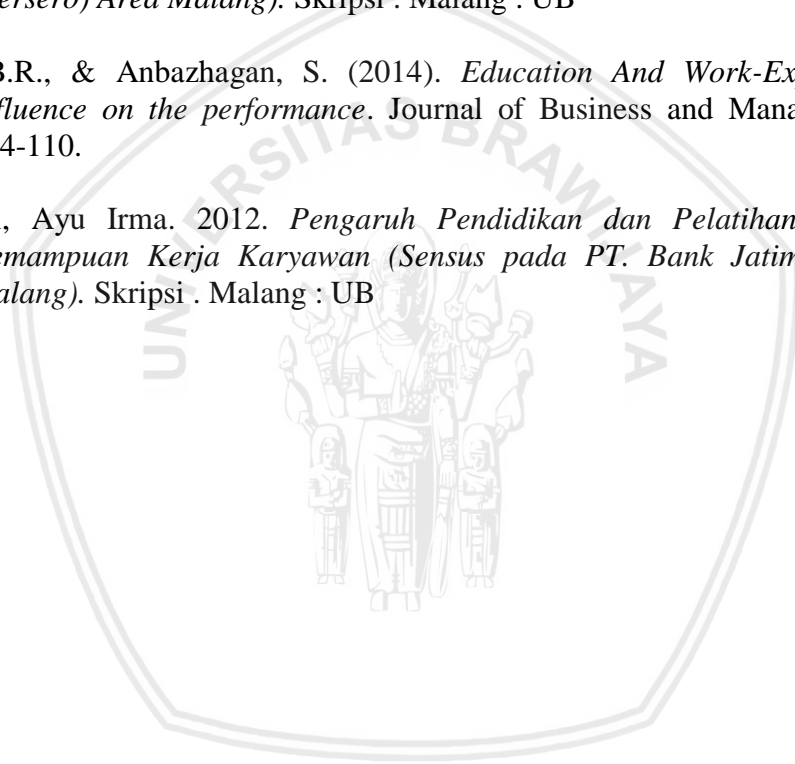 ersero) Area Malang). Skripsi . Malang : UB
B.R., & Anbazhagan, S. (2014). Education And Work-Ex
fluence on the performance. Journal of Business and Mana
4-110.
, Ayu Irma. 2012. Pengaruh Pendidikan dan Pelatihan
emampuan Kerja Karyawan (Sensus pada PT. Bank Jatim
alang). Skripsi . Malang : UB
UNIVERSITAS BRAWIJAYA